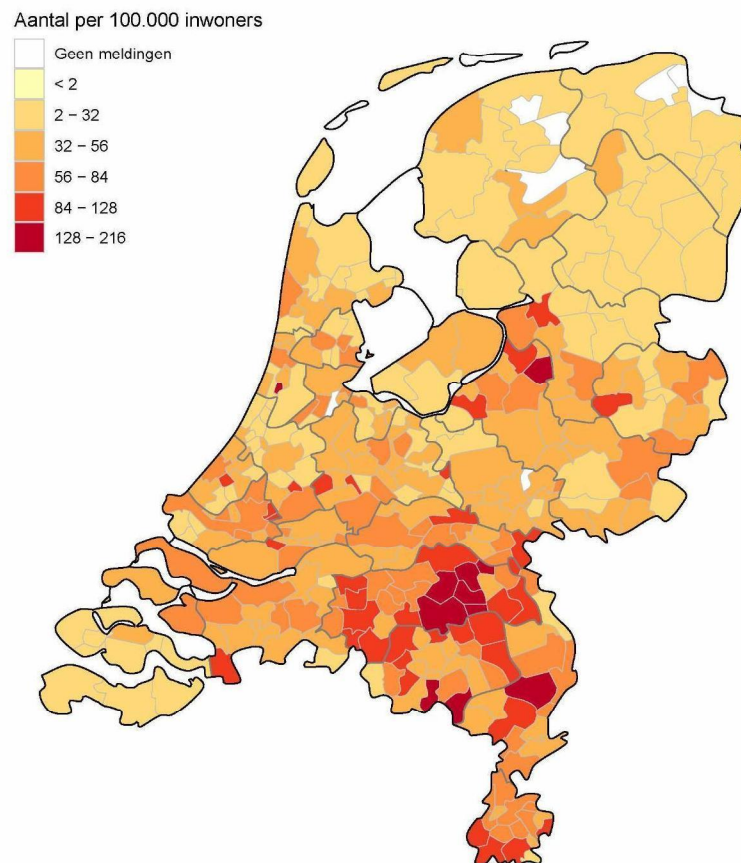 Aantal per 100.000 inwoners
Geen meldingen
< 2
2 – 32
32 – 56
56 – 84
84 – 128
128 – 216